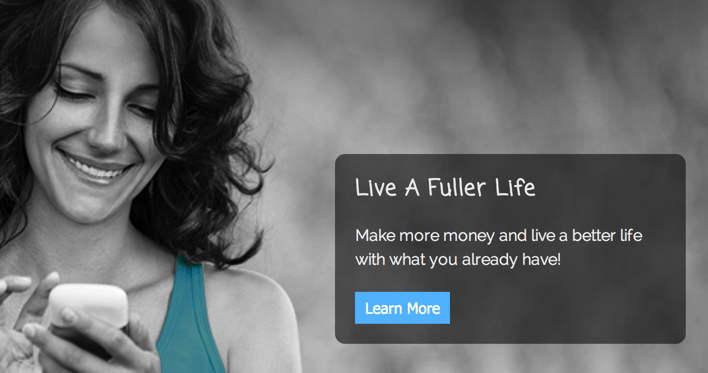 Live A Fuller Life
Make more money and live a better life
with what you already have!
Learn More